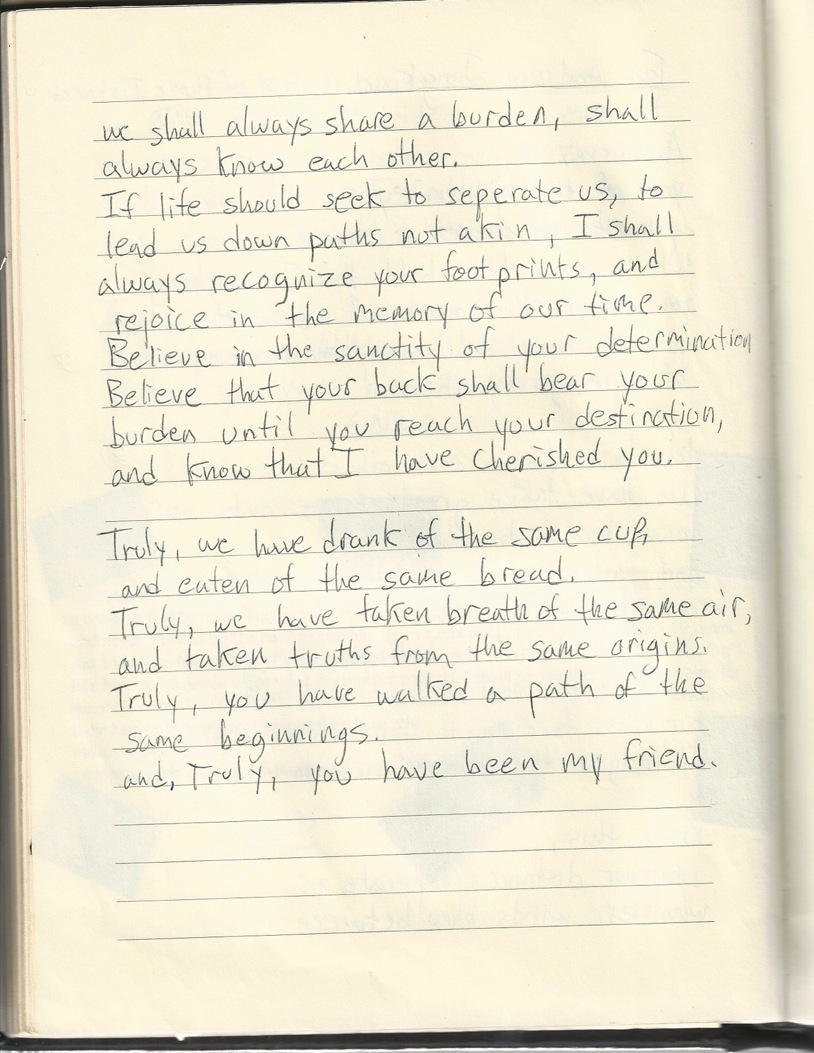 we shall always share a burden, shall
always know each other.
If life should seek to seperate us, to
lead us down paths not akin, I shall
always recognize your footprints, and
rejoice in the memory of our time.
Believe in the sanctity of your determination
Believe that your back shall bear your
burden until you reach your destination,
and know that I have cherished you.
Truly, we have drank of the same cup,
and eaten of the same bread.
Truly, we have taken breath of the same air,
and taken truths from the same origins.
Truly, you have walked a path of the
same beginnings.
and, Truly, you have been my friend.